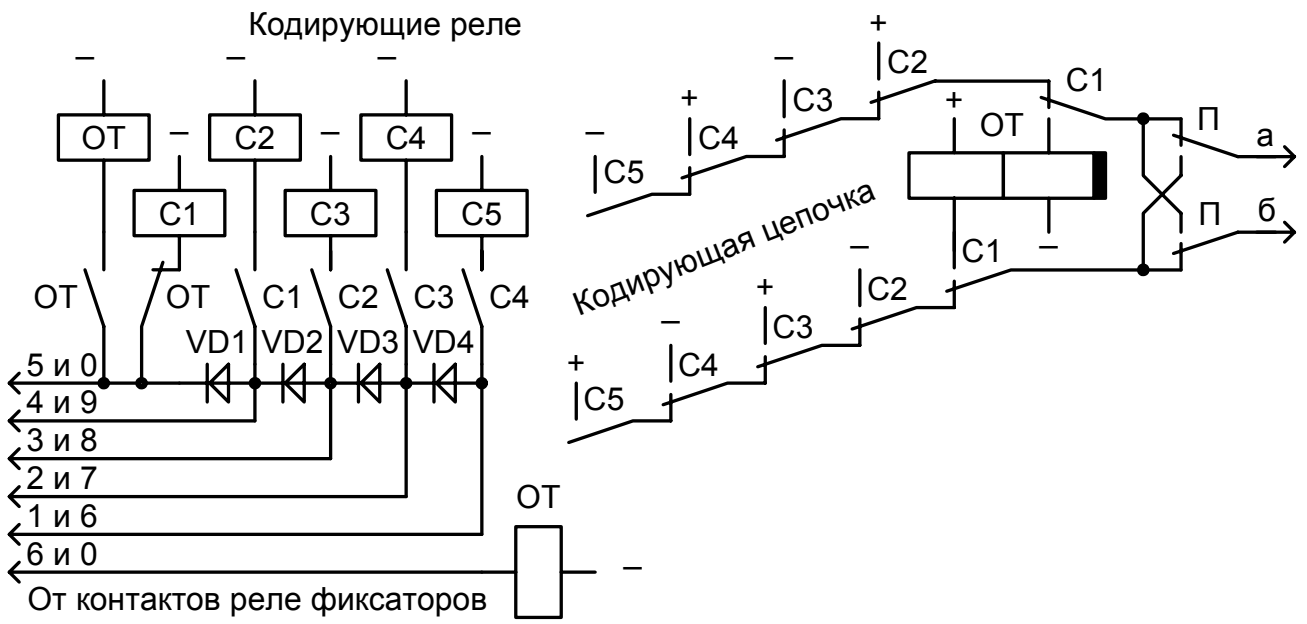 Кодирующие реле
– – –
ОТ С2 С4
– – –
С1 С3 С5
ОТ ОТ С1 С2 С3 С4
VD1 VD2 VD3 VD4
5 и 0
4 и 9
3 и 8
2 и 7
1 и 6
6 и 0
От контактов реле фиксаторов
ОТ
–
+
– С2
+ С3 С1
– С4 + ОТ П а
С5
Кодирующая цепочка
– С1 – П б
+ С2
– С3
+ С4
С5